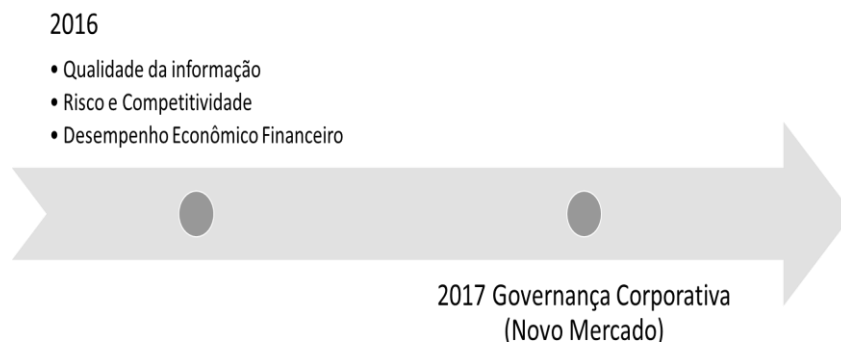 2016
• Qualidade da informação
• Risco e Competitividade
• Desempenho Econômico Financeiro
2017 Governança Corporativa
(Novo Mercado)